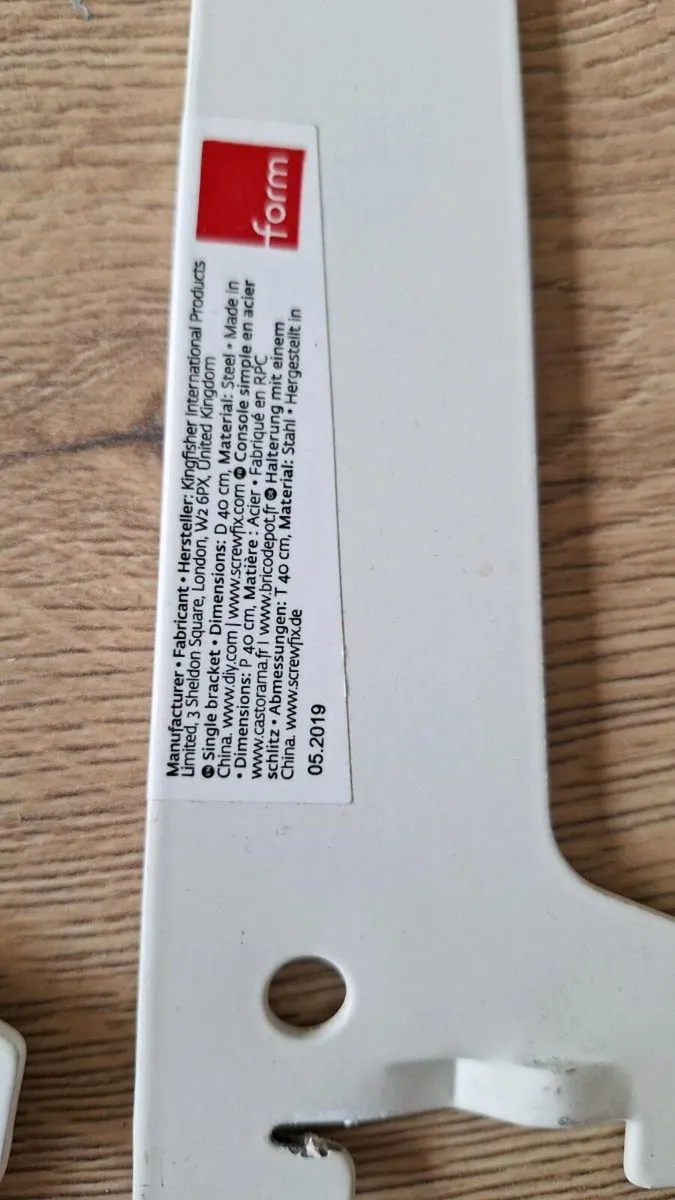 form
Manufacturer • Fabricant • Hersteller: Kingfisher International Products
Limited, 3 Sheldon Square, London, W2 6PX, United Kingdom
Single bracket • Dimensions: D 40 cm, Material: Steel • Made in
China. www.diy.com | www.screwfix.com Console simple en acier
• Dimensions: P 40 cm, Matière : Acier • Fabriqué en RPC
www.castorama.fr | www.bricodepot.fr Halterung mit einem
schlitz • Abmessungen: T 40 cm, Material: Stahl • Hergestellt in
China. www.screwfix.de
05.2019